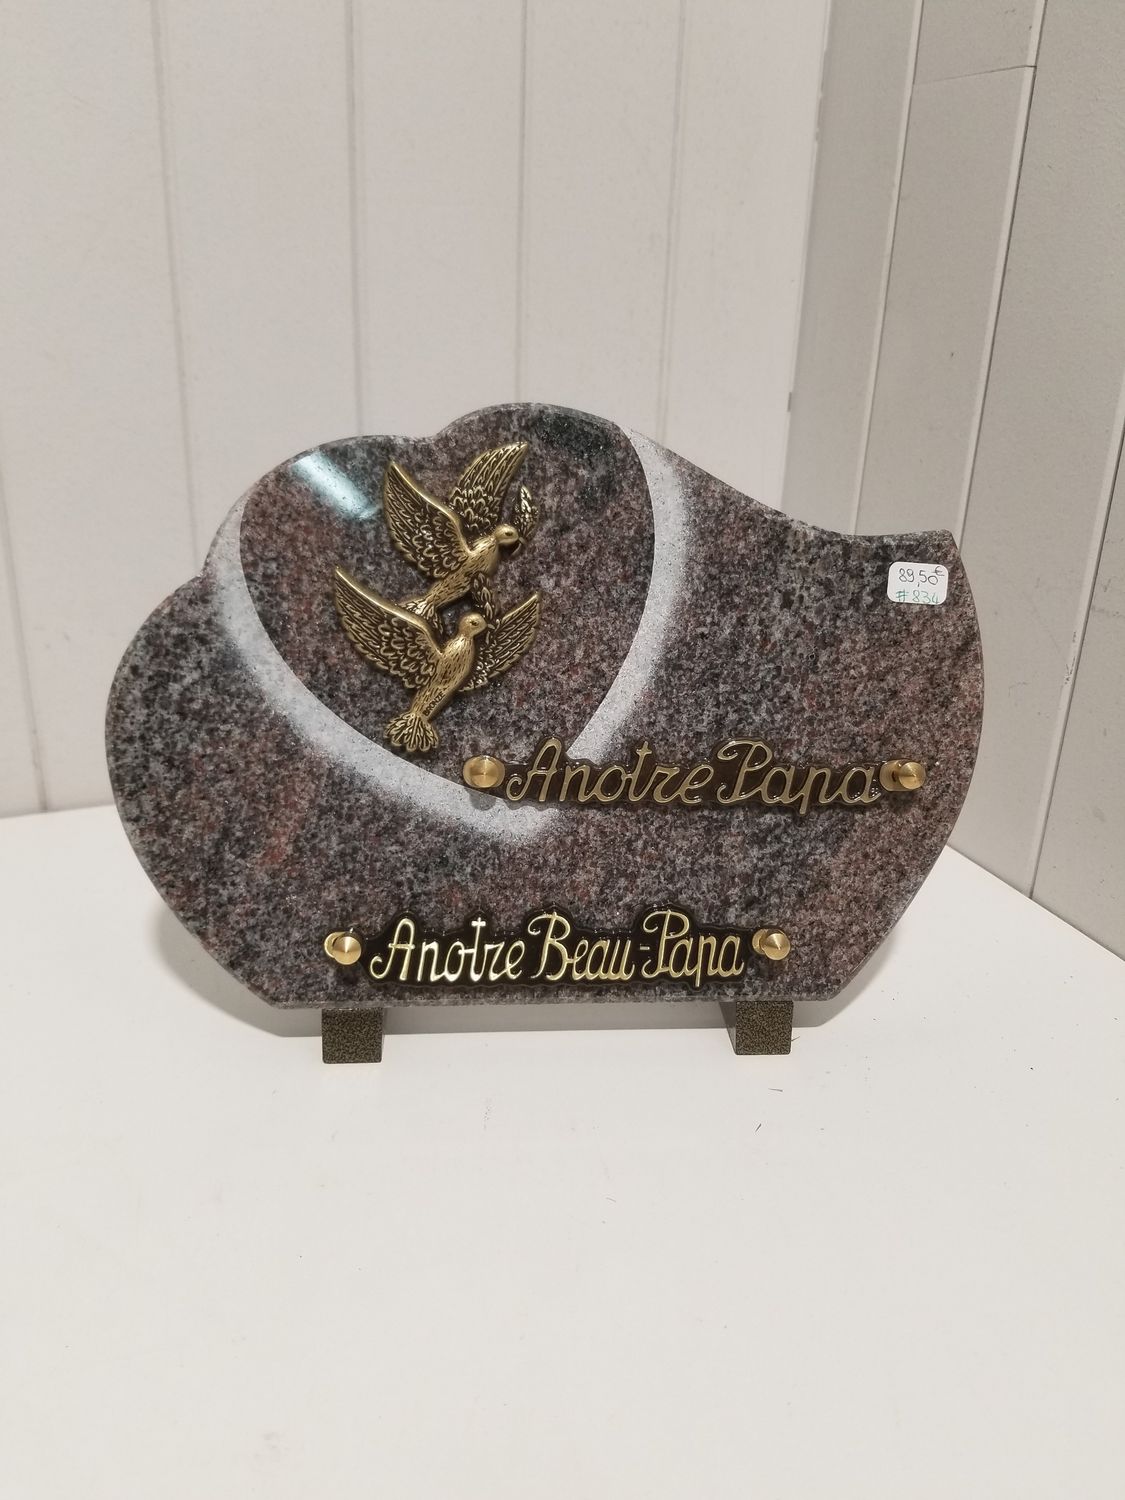 89,50€
#834
Anotre Papa
Anotre Beau-Papa